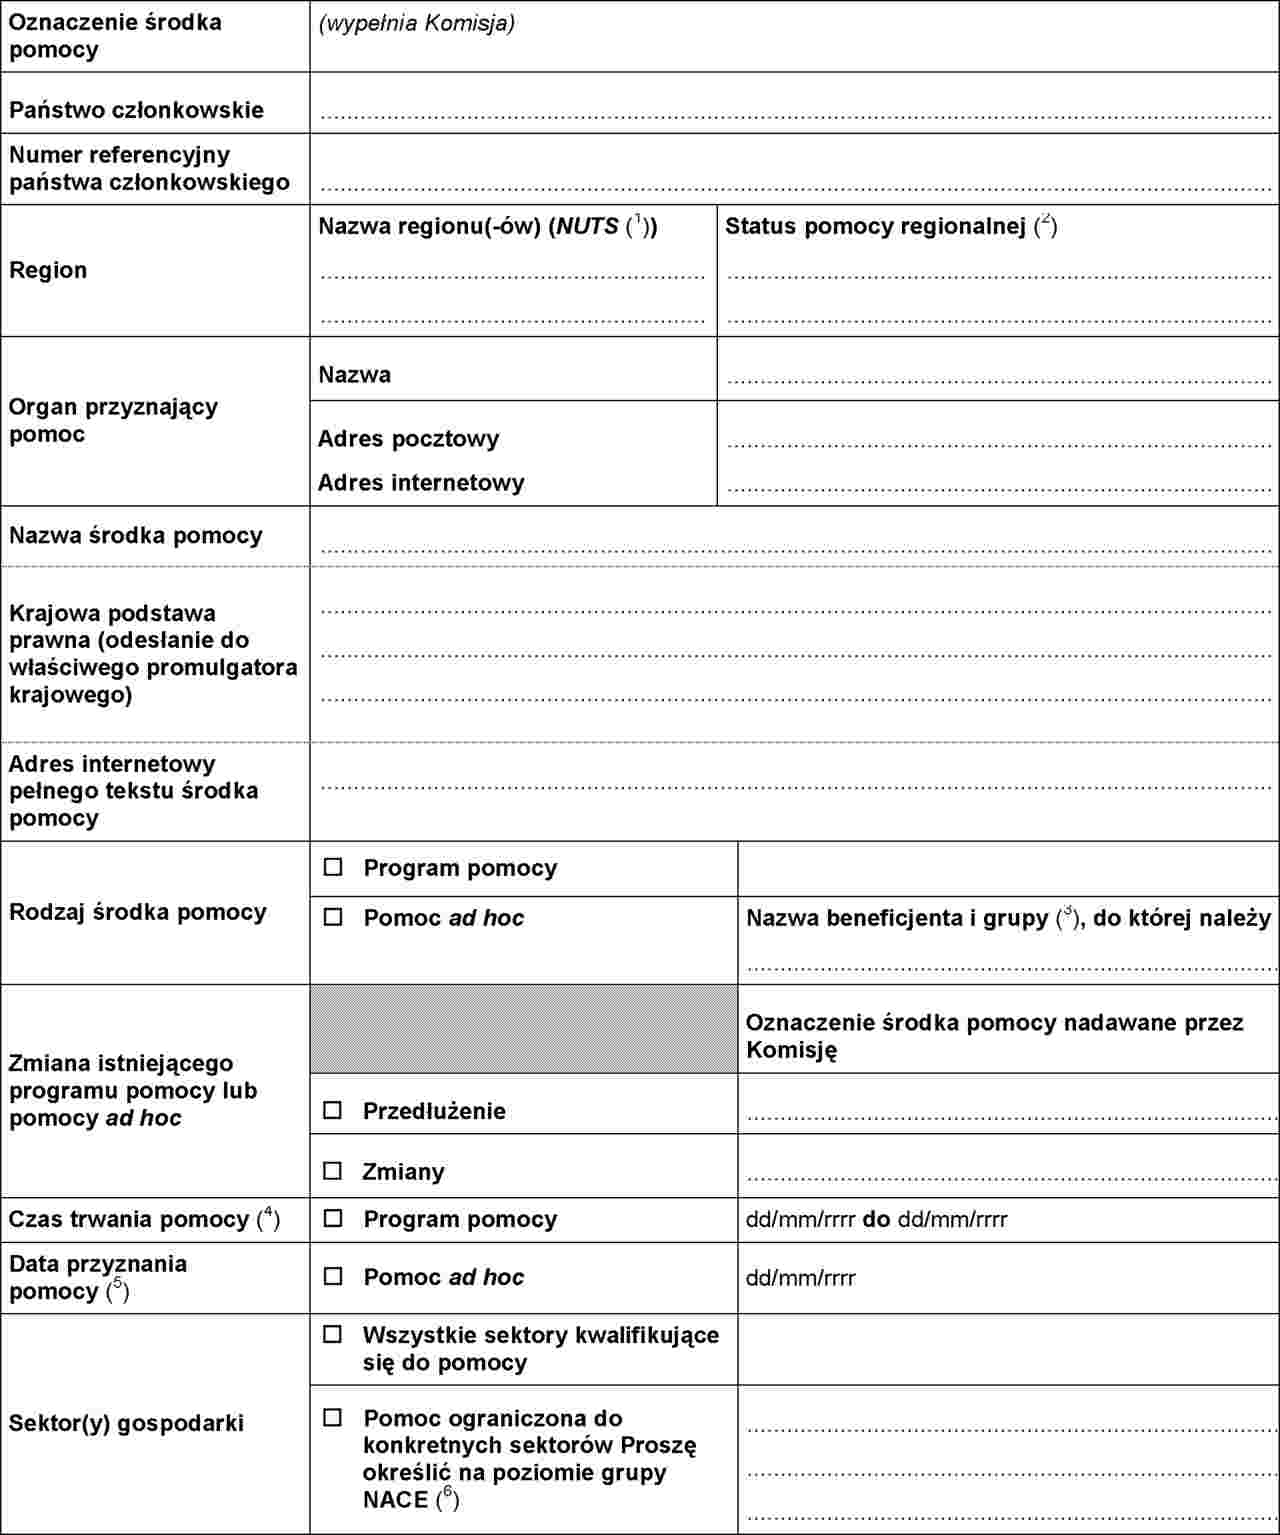 Oznaczenie środka
pomocy
(wypełnia Komisja)
Państwo członkowskie
Numer referencyjny
państwa członkowskiego
Region
Nazwa regionu(-ów) (NUTS (1))
Status pomocy regionalnej (2)
Organ przyznający
pomoc
Nazwa
Adres pocztowy
Adres internetowy
Nazwa środka pomocy
Krajowa podstawa
prawna (odesłanie do
właściwego promulgatora
krajowego)
Adres internetowy
pełnego tekstu środka
pomocy
Rodzaj środka pomocy
Program pomocy
Pomoc ad hoc
Nazwa beneficjenta i grupy (3), do której należy
Zmiana istniejącego
programu pomocy lub
pomocy ad hoc
Oznaczenie środka pomocy nadawane przez
Komisję
Przedłużenie
Zmiany
Czas trwania pomocy (4)
Program pomocy
dd/mm/rrrr do dd/mm/rrrr
Data przyznania
pomocy (5)
Pomoc ad hoc
dd/mm/rrrr
Sektor(y) gospodarki
Wszystkie sektory kwalifikujące
się do pomocy
Pomoc ograniczona do
konkretnych sektorów Proszę
określić na poziomie grupy
NACE (6)